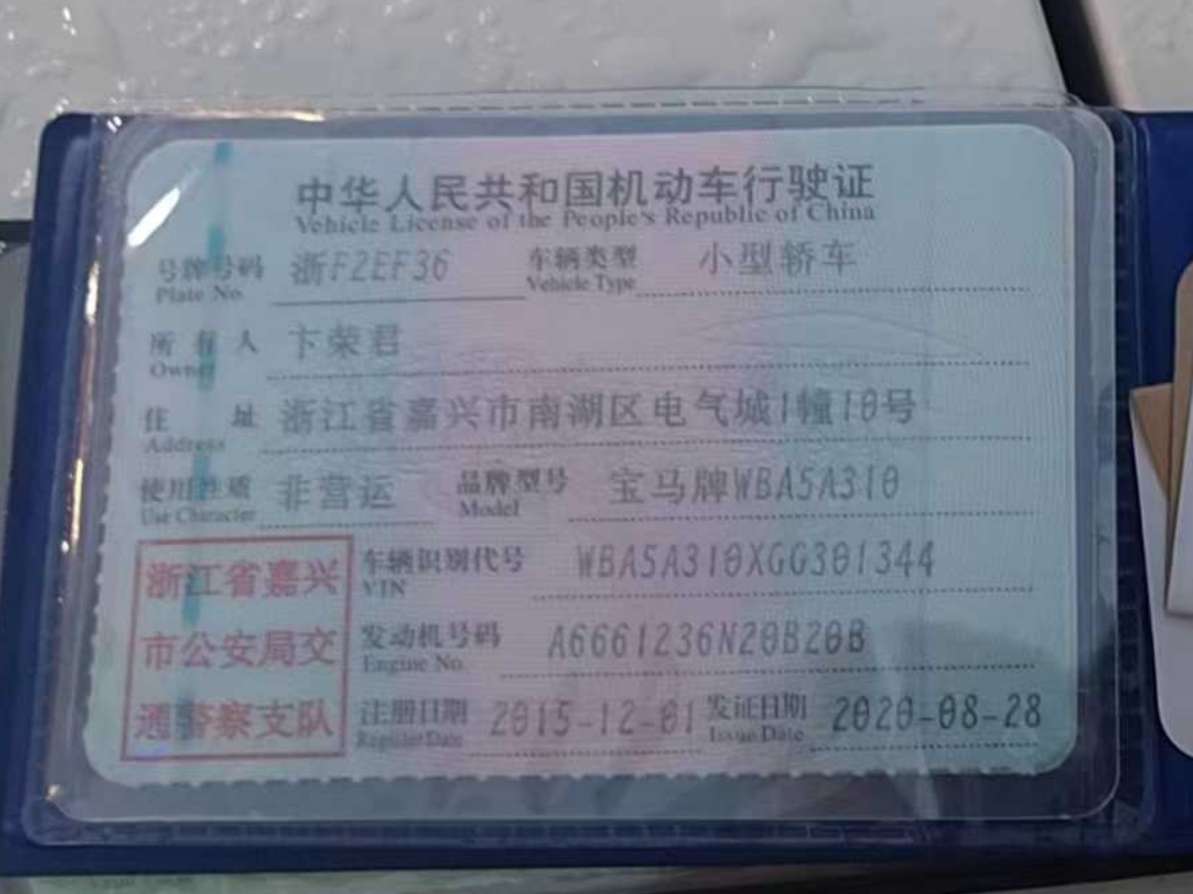 中华人民共和国机动车行驶证
Vehicle License of the People's Republic of China
号牌号码 浙F2EF36 车辆类型 小型轿车
Plate No. Vehicle Type
所有人 卞荣君
Owner
住址 浙江省嘉兴市南湖区电气城1幢10号
Address
使用性质 非营运 品牌型号 宝马牌WBA5A310
Use Character Model
浙江省嘉兴
市公安局交
通警察支队
车辆识别代号 WBA5A310XGG301344
VIN
发动机号码 A6661236N20B20B
Engine No.
注册日期 2015-12-01 发证日期 2020-08-28
Register Date Issue Date